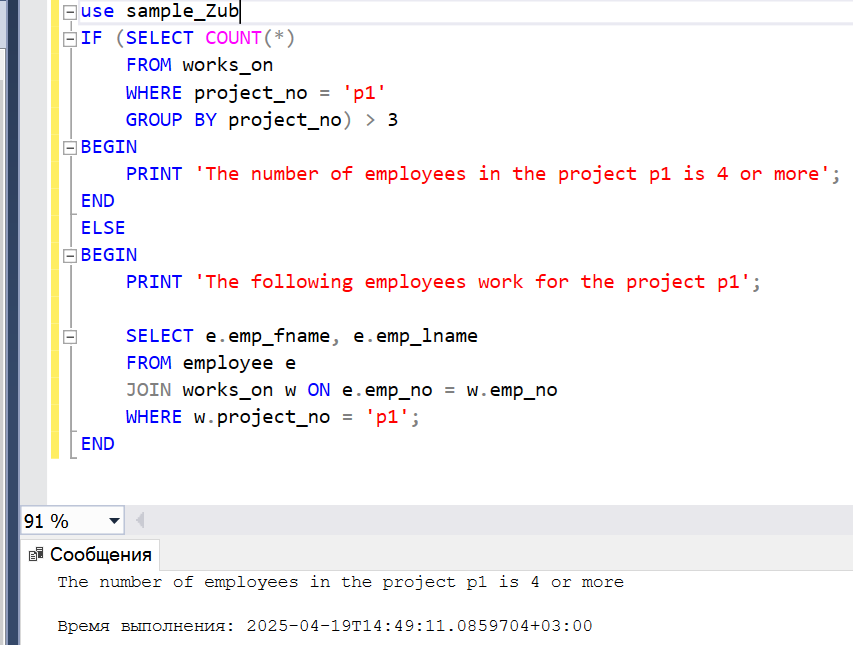 use sample_Zub
IF (SELECT COUNT(*)
FROM works_on
WHERE project_no = 'p1'
GROUP BY project_no) > 3
BEGIN
PRINT 'The number of employees in the project p1 is 4 or more';
END
ELSE
BEGIN
PRINT 'The following employees work for the project p1';
SELECT e.emp_fname, e.emp_lname
FROM employee e
JOIN works_on w ON e.emp_no = w.emp_no
WHERE w.project_no = 'p1';
END
91 %
Сообщения
The number of employees in the project p1 is 4 or more
Время выполнения: 2025-04-19T14:49:11.0859704+03:00